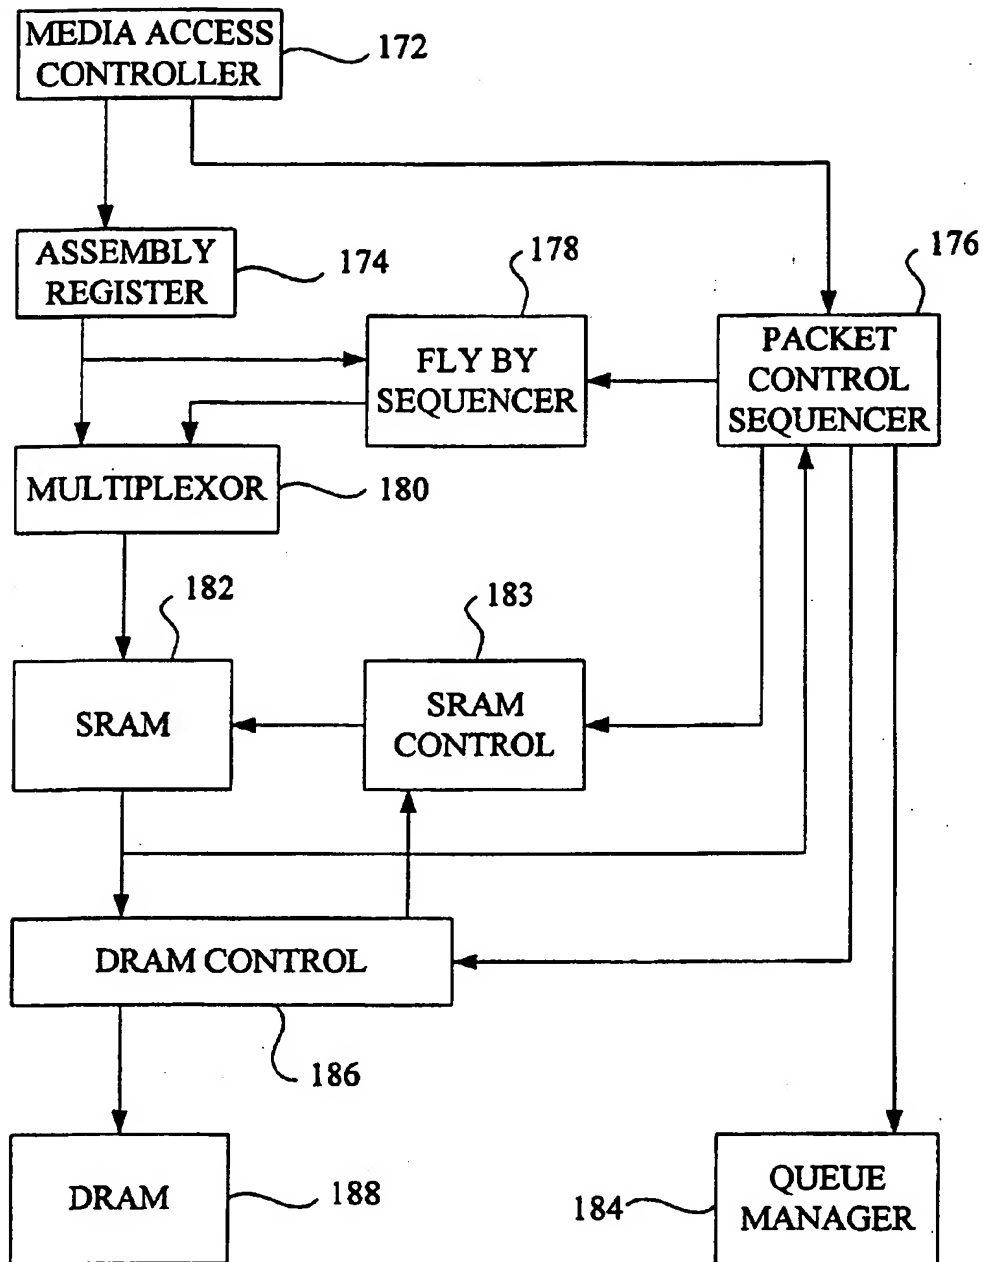 MEDIA ACCESS
CONTROLLER
172
ASSEMBLY
REGISTER
174
178
176
FLY BY
SEQUENCER
PACKET
CONTROL
SEQUENCER
MULTIPLEXOR
180
182
183
SRAM
SRAM
CONTROL
DRAM CONTROL
186
DRAM
188
184
QUEUE
MANAGER